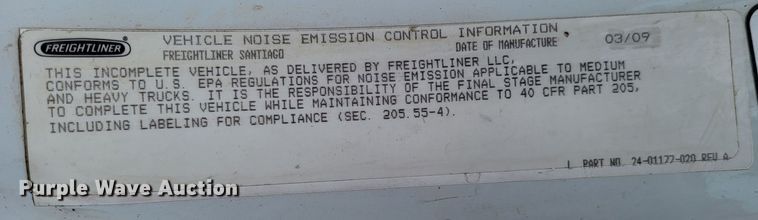 FREIGHTLINER
VEHICLE NOISE EMISSION CONTROL INFORMATION
FREIGHTLINER SANTIAGO DATE OF MANUFACTURE 03/09
THIS INCOMPLETE VEHICLE, AS DELIVERED BY FREIGHTLINER LLC,
CONFORMS TO U.S. EPA REGULATIONS FOR NOISE EMISSION APPLICABLE TO MEDIUM
AND HEAVY TRUCKS. IT IS THE RESPONSIBILITY OF THE FINAL STAGE MANUFACTURER
TO COMPLETE THIS VEHICLE WHILE MAINTAINING CONFORMANCE TO 40 CFR PART 205,
INCLUDING LABELING FOR COMPLIANCE (SEC. 205.55-4).
L PART NO. 24-01177-020 REV A
Purple Wave Auction